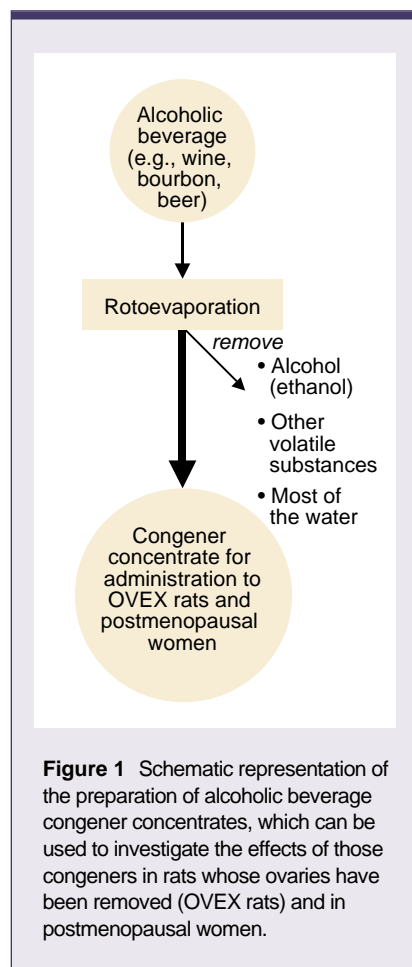 Alcoholic
beverage
(e.g., wine,
bourbon,
beer)
Rotoevaporation
remove
• Alcohol
(ethanol)
• Other
volatile
substances
• Most of
the water
Congener
concentrate for
administration to
OVEX rats and
postmenopausal
women
Figure 1 Schematic representation of
the preparation of alcoholic beverage
congener concentrates, which can be
used to investigate the effects of those
congeners in rats whose ovaries have
been removed (OVEX rats) and in
postmenopausal women.